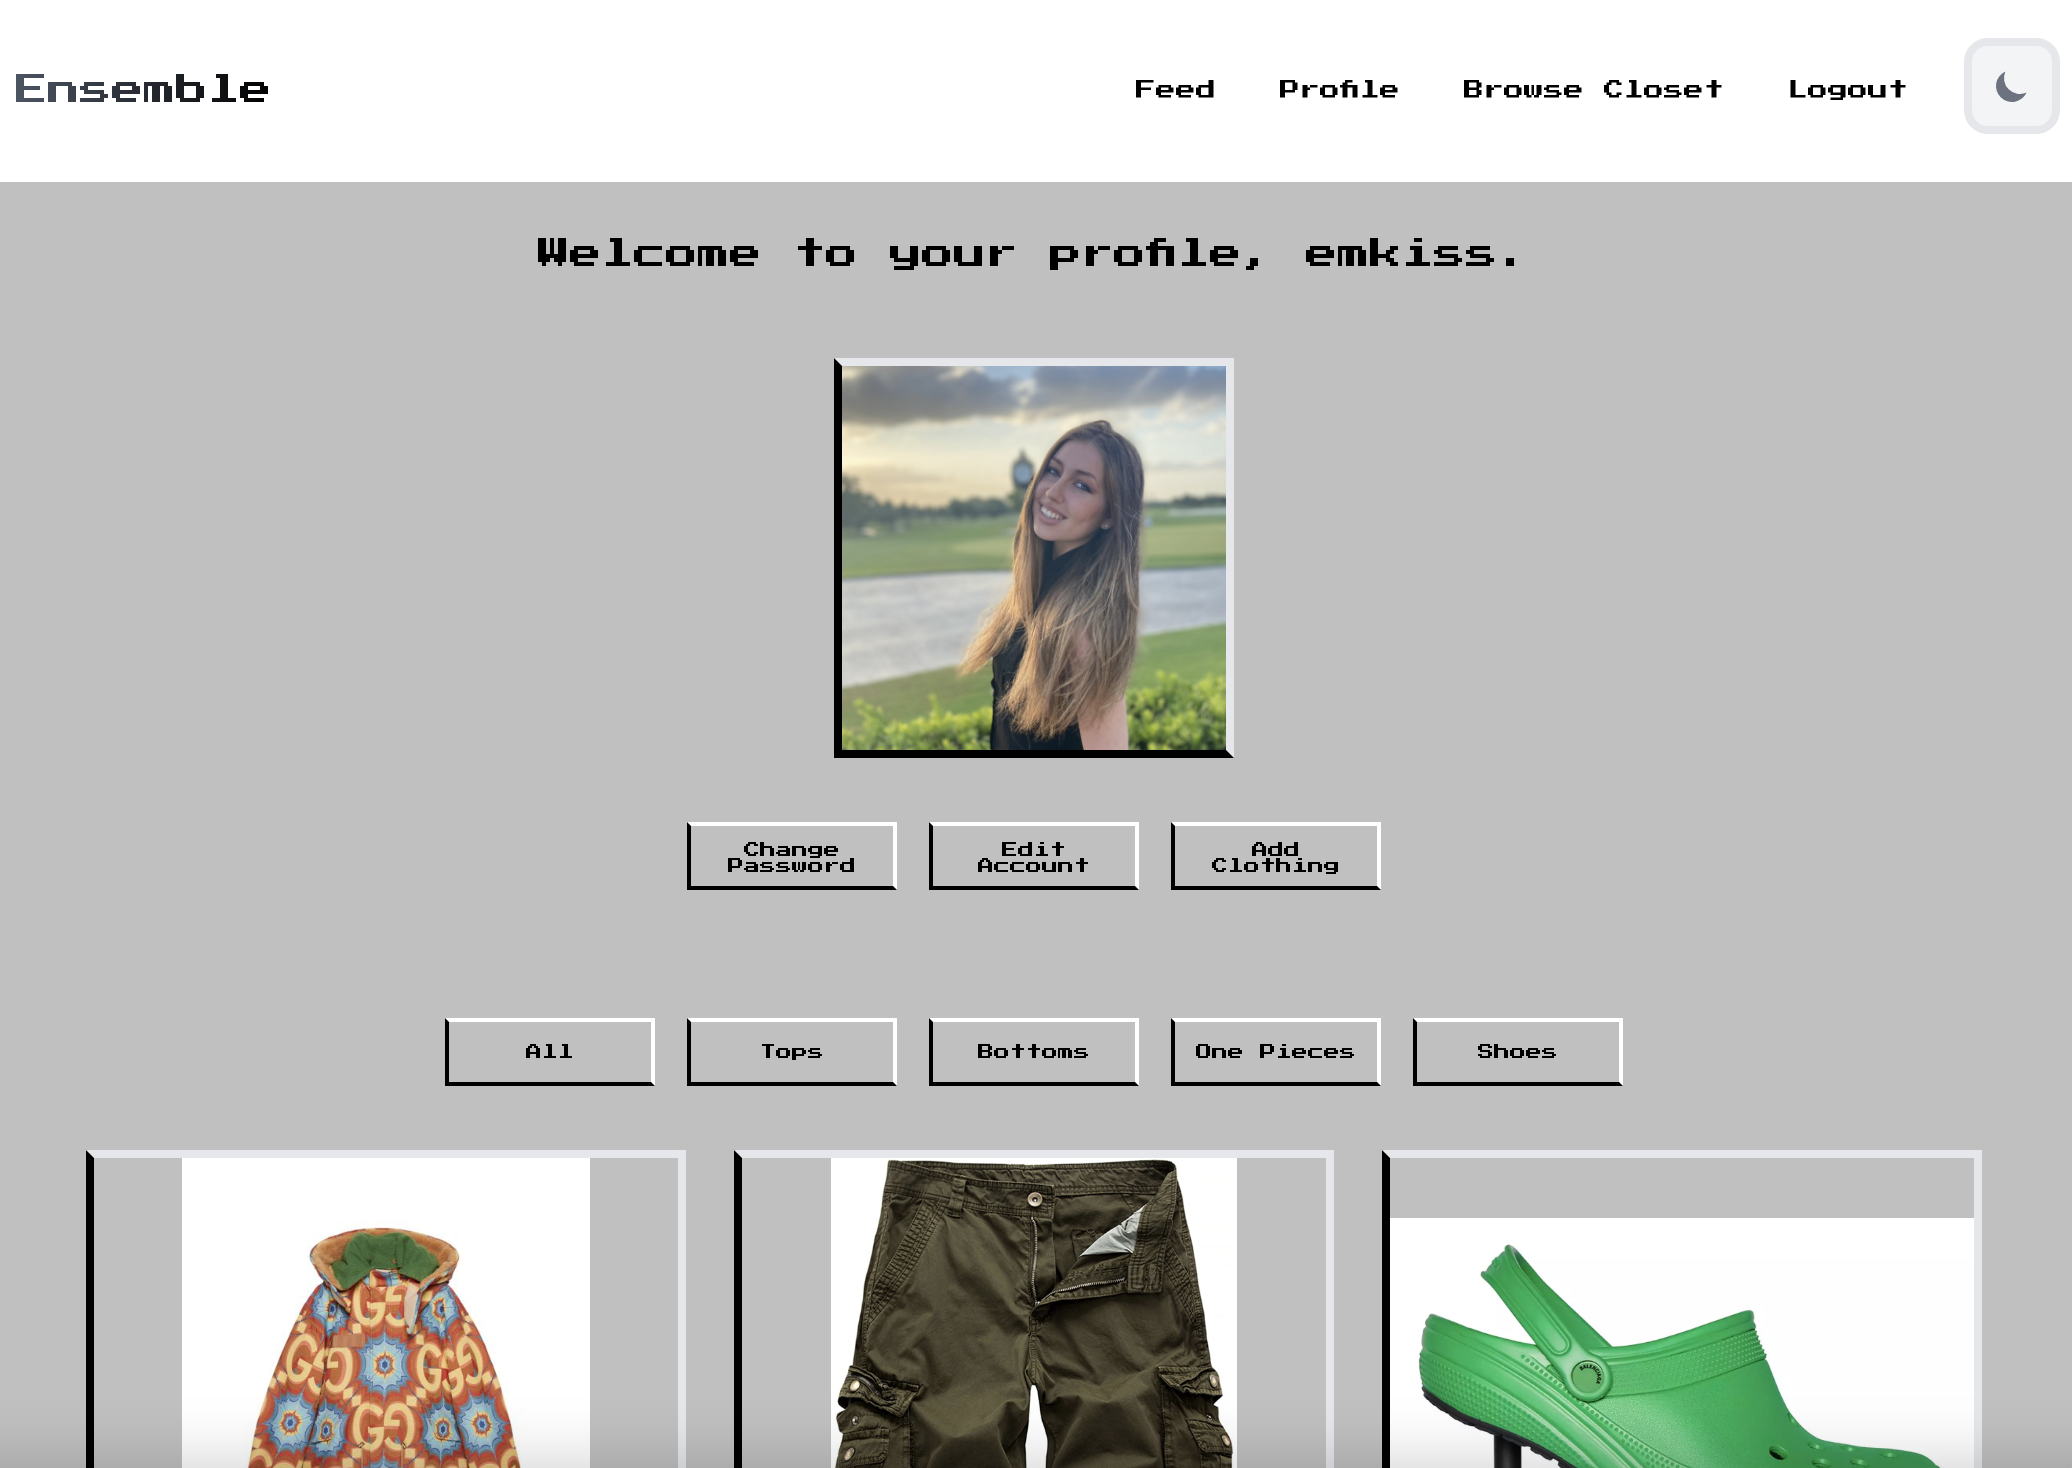 Ensemble
Feed
Profile
Browse Closet
Logout
Welcome to your profile, emkiss.
Change
Password
Edit
Account
Add
Clothing
All
Tops
Bottoms
One Pieces
Shoes
BALENCIAGA